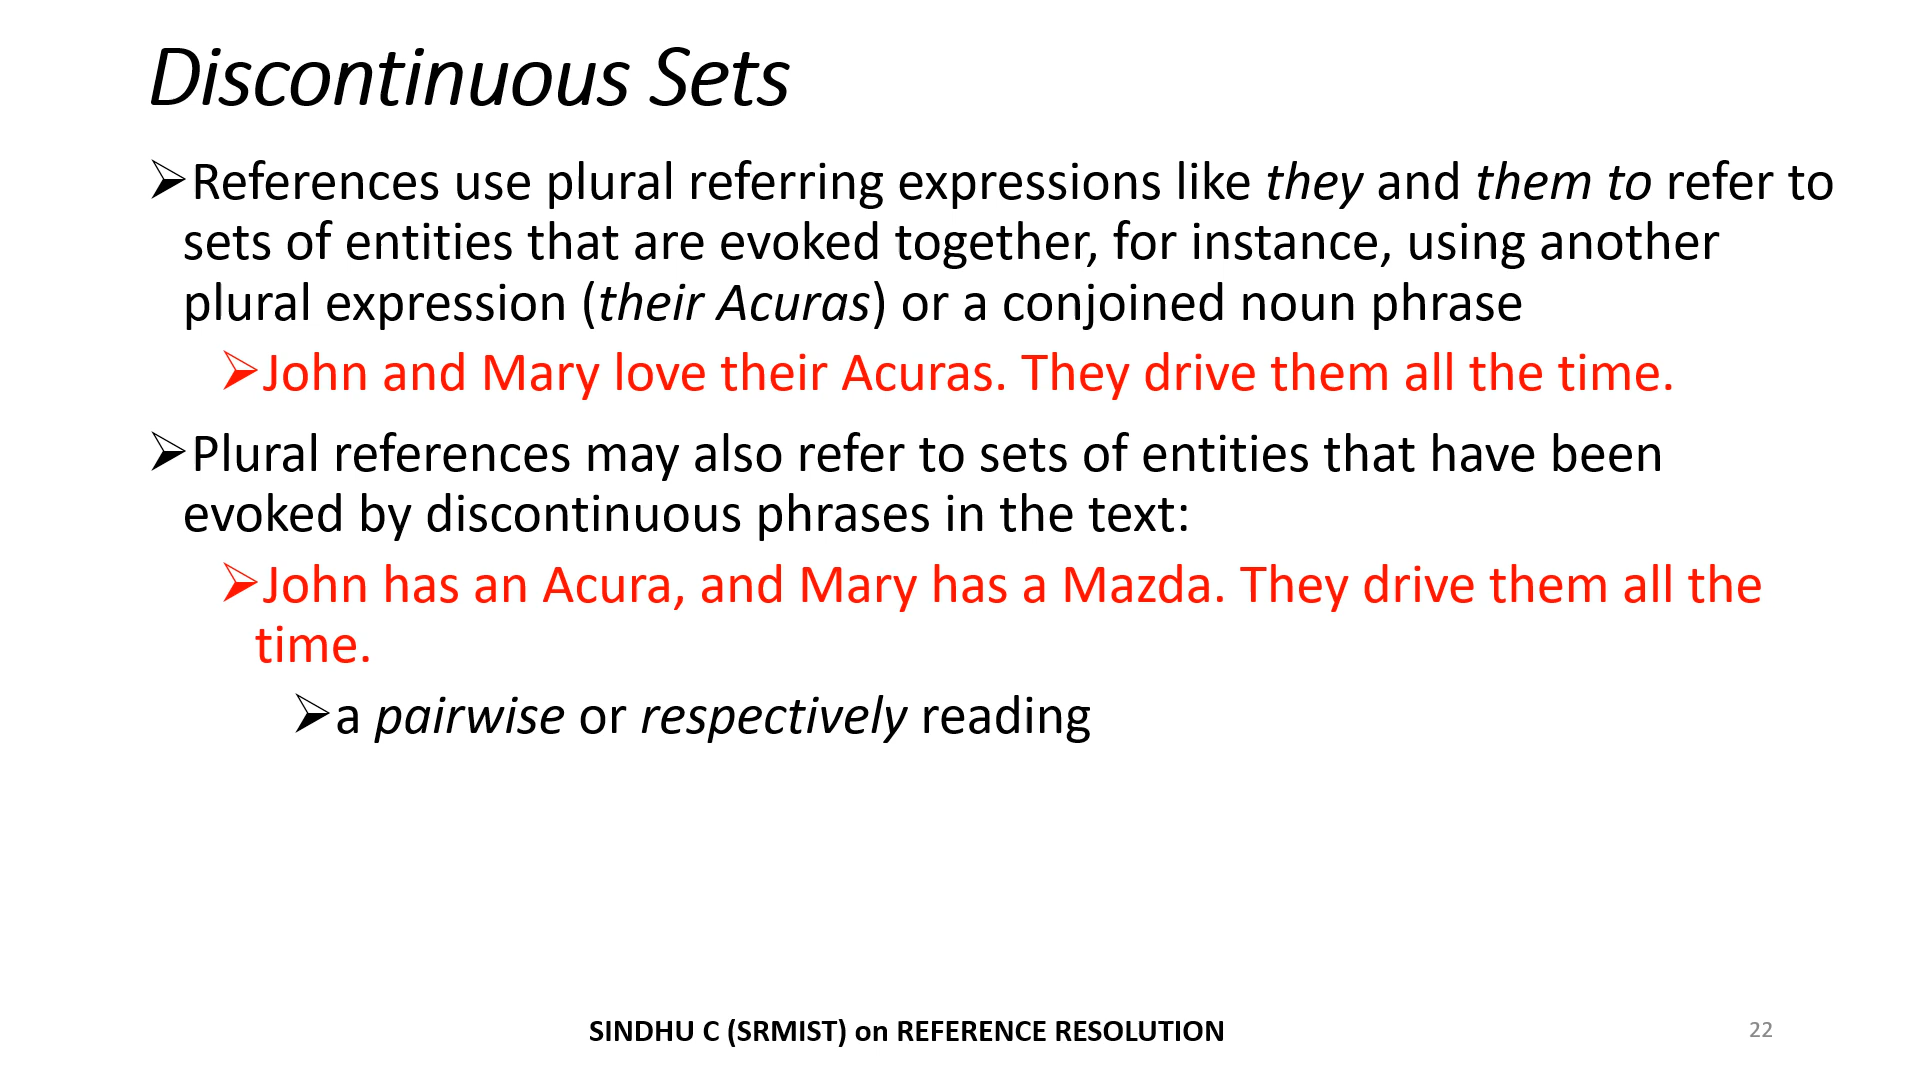 Discontinuous Sets
➢References use plural referring expressions like they and them to refer to
sets of entities that are evoked together, for instance, using another
plural expression (their Acuras) or a conjoined noun phrase
➢John and Mary love their Acuras. They drive them all the time.
➢Plural references may also refer to sets of entities that have been
evoked by discontinuous phrases in the text:
➢John has an Acura, and Mary has a Mazda. They drive them all the
time.
➢a pairwise or respectively reading
SINDHU C (SRMIST) on REFERENCE RESOLUTION
22